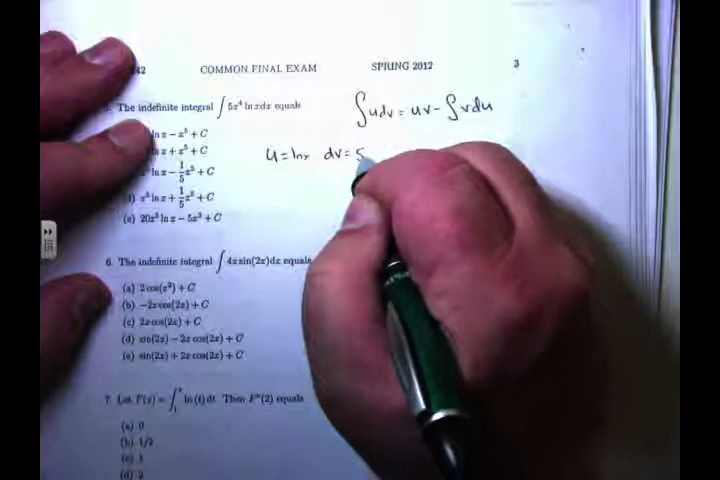 42 COMMON FINAL EXAM SPRING 2012 3
The indefinite integral ∫ 5x⁴ ln x dx equals
∫udv = uv - ∫vdu
ln x − x⁵ + C
ln x + x⁵ + C
u = lnx dv = 5
ln x − 1/5 x⁵ + C
(d) x⁵ ln x + 1/5 x⁵ + C
(e) 20x³ ln x − 5x³ + C
6. The indefinite integral ∫ 4x sin(2x)dx equals
(a) 2 cos(x²) + C
(b) −2x cos(2x) + C
(c) 2x cos(2x) + C
(d) sin(2x) − 2x cos(2x) + C
(e) sin(2x) + 2x cos(2x) + C
7. Let F(x) = ∫₁ˣ ln (t) dt. Then F″(2) equals
(a) 0
(b) 1/2
(c) 1
(d) 2